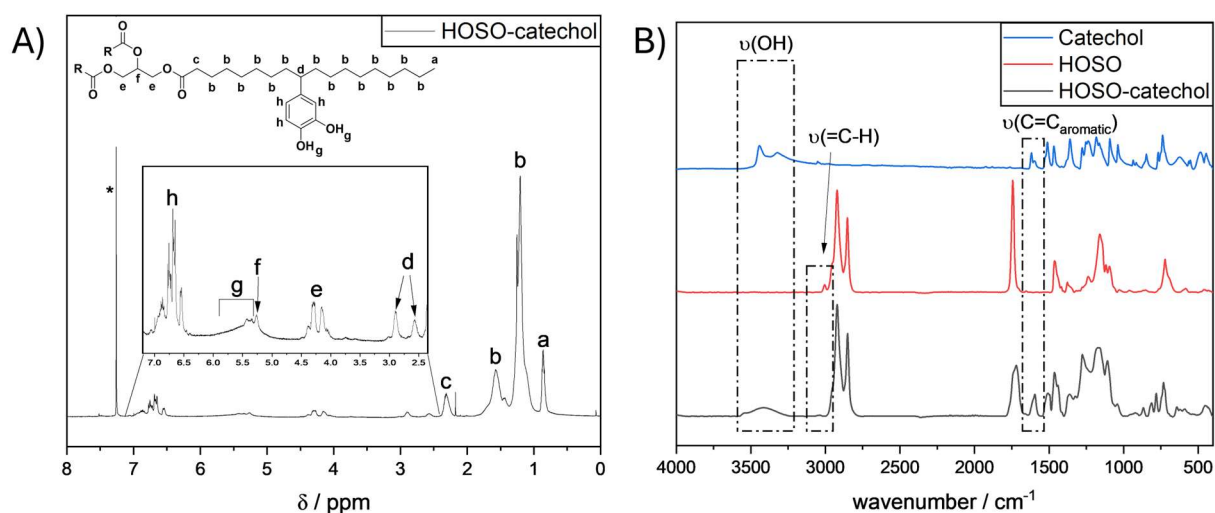 A)
HOSO-catechol
O
R
O
O
R
O
O
O
f
e
e
c
b
b
b
b
b
b
b
d
b
b
b
b
b
b
b
a
h
h
h
OH
g
OH
g
*
h
g
f
e
d
7.0 6.5 6.0 5.5 5.0 4.5 4.0 3.5 3.0 2.5
b
b
a
c
8 7 6 5 4 3 2 1 0
δ / ppm
B)
υ(OH)
Catechol
HOSO
HOSO-catechol
υ(=C-H)
υ(C=Caromatic)
4000 3500 3000 2500 2000 1500 1000 500
wavenumber / cm-1